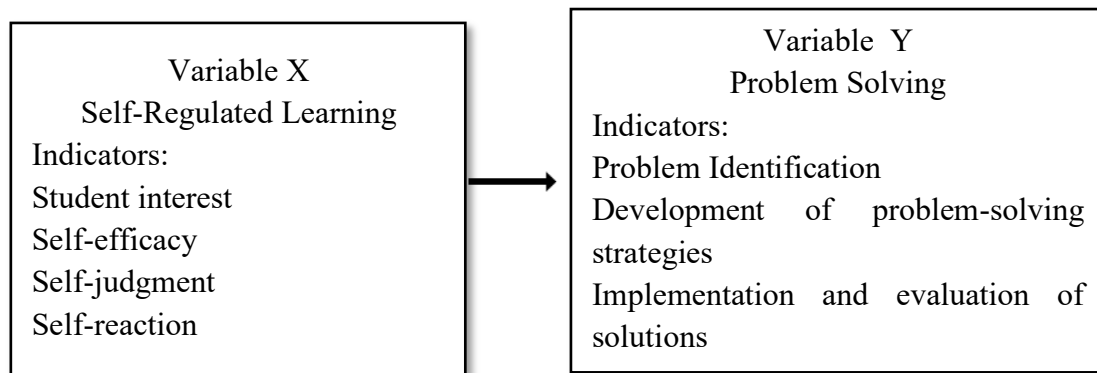 Variable X
Self-Regulated Learning
Indicators:
Student interest
Self-efficacy
Self-judgment
Self-reaction
Variable Y
Problem Solving
Indicators:
Problem Identification
Development of problem-solving
strategies
Implementation and evaluation of
solutions